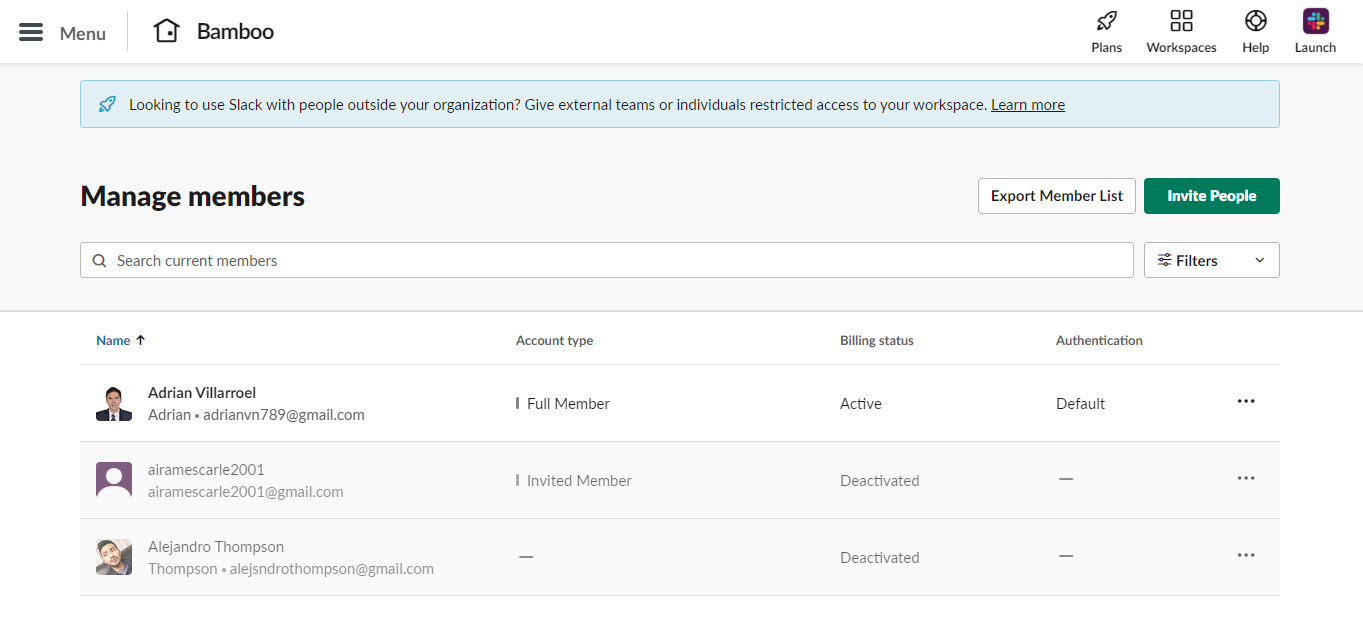 Menu
Bamboo
Plans
Workspaces
Help
Launch
Looking to use Slack with people outside your organization? Give external teams or individuals restricted access to your workspace. Learn more
Manage members
Export Member List
Invite People
Search current members
Filters
Name ↑
Account type
Billing status
Authentication
Adrian Villarroel
Adrian • adrianvn789@gmail.com
Full Member
Active
Default
airamescarle2001
airamescarle2001@gmail.com
Invited Member
Deactivated
—
Alejandro Thompson
Thompson • alejsndrothompson@gmail.com
—
Deactivated
—